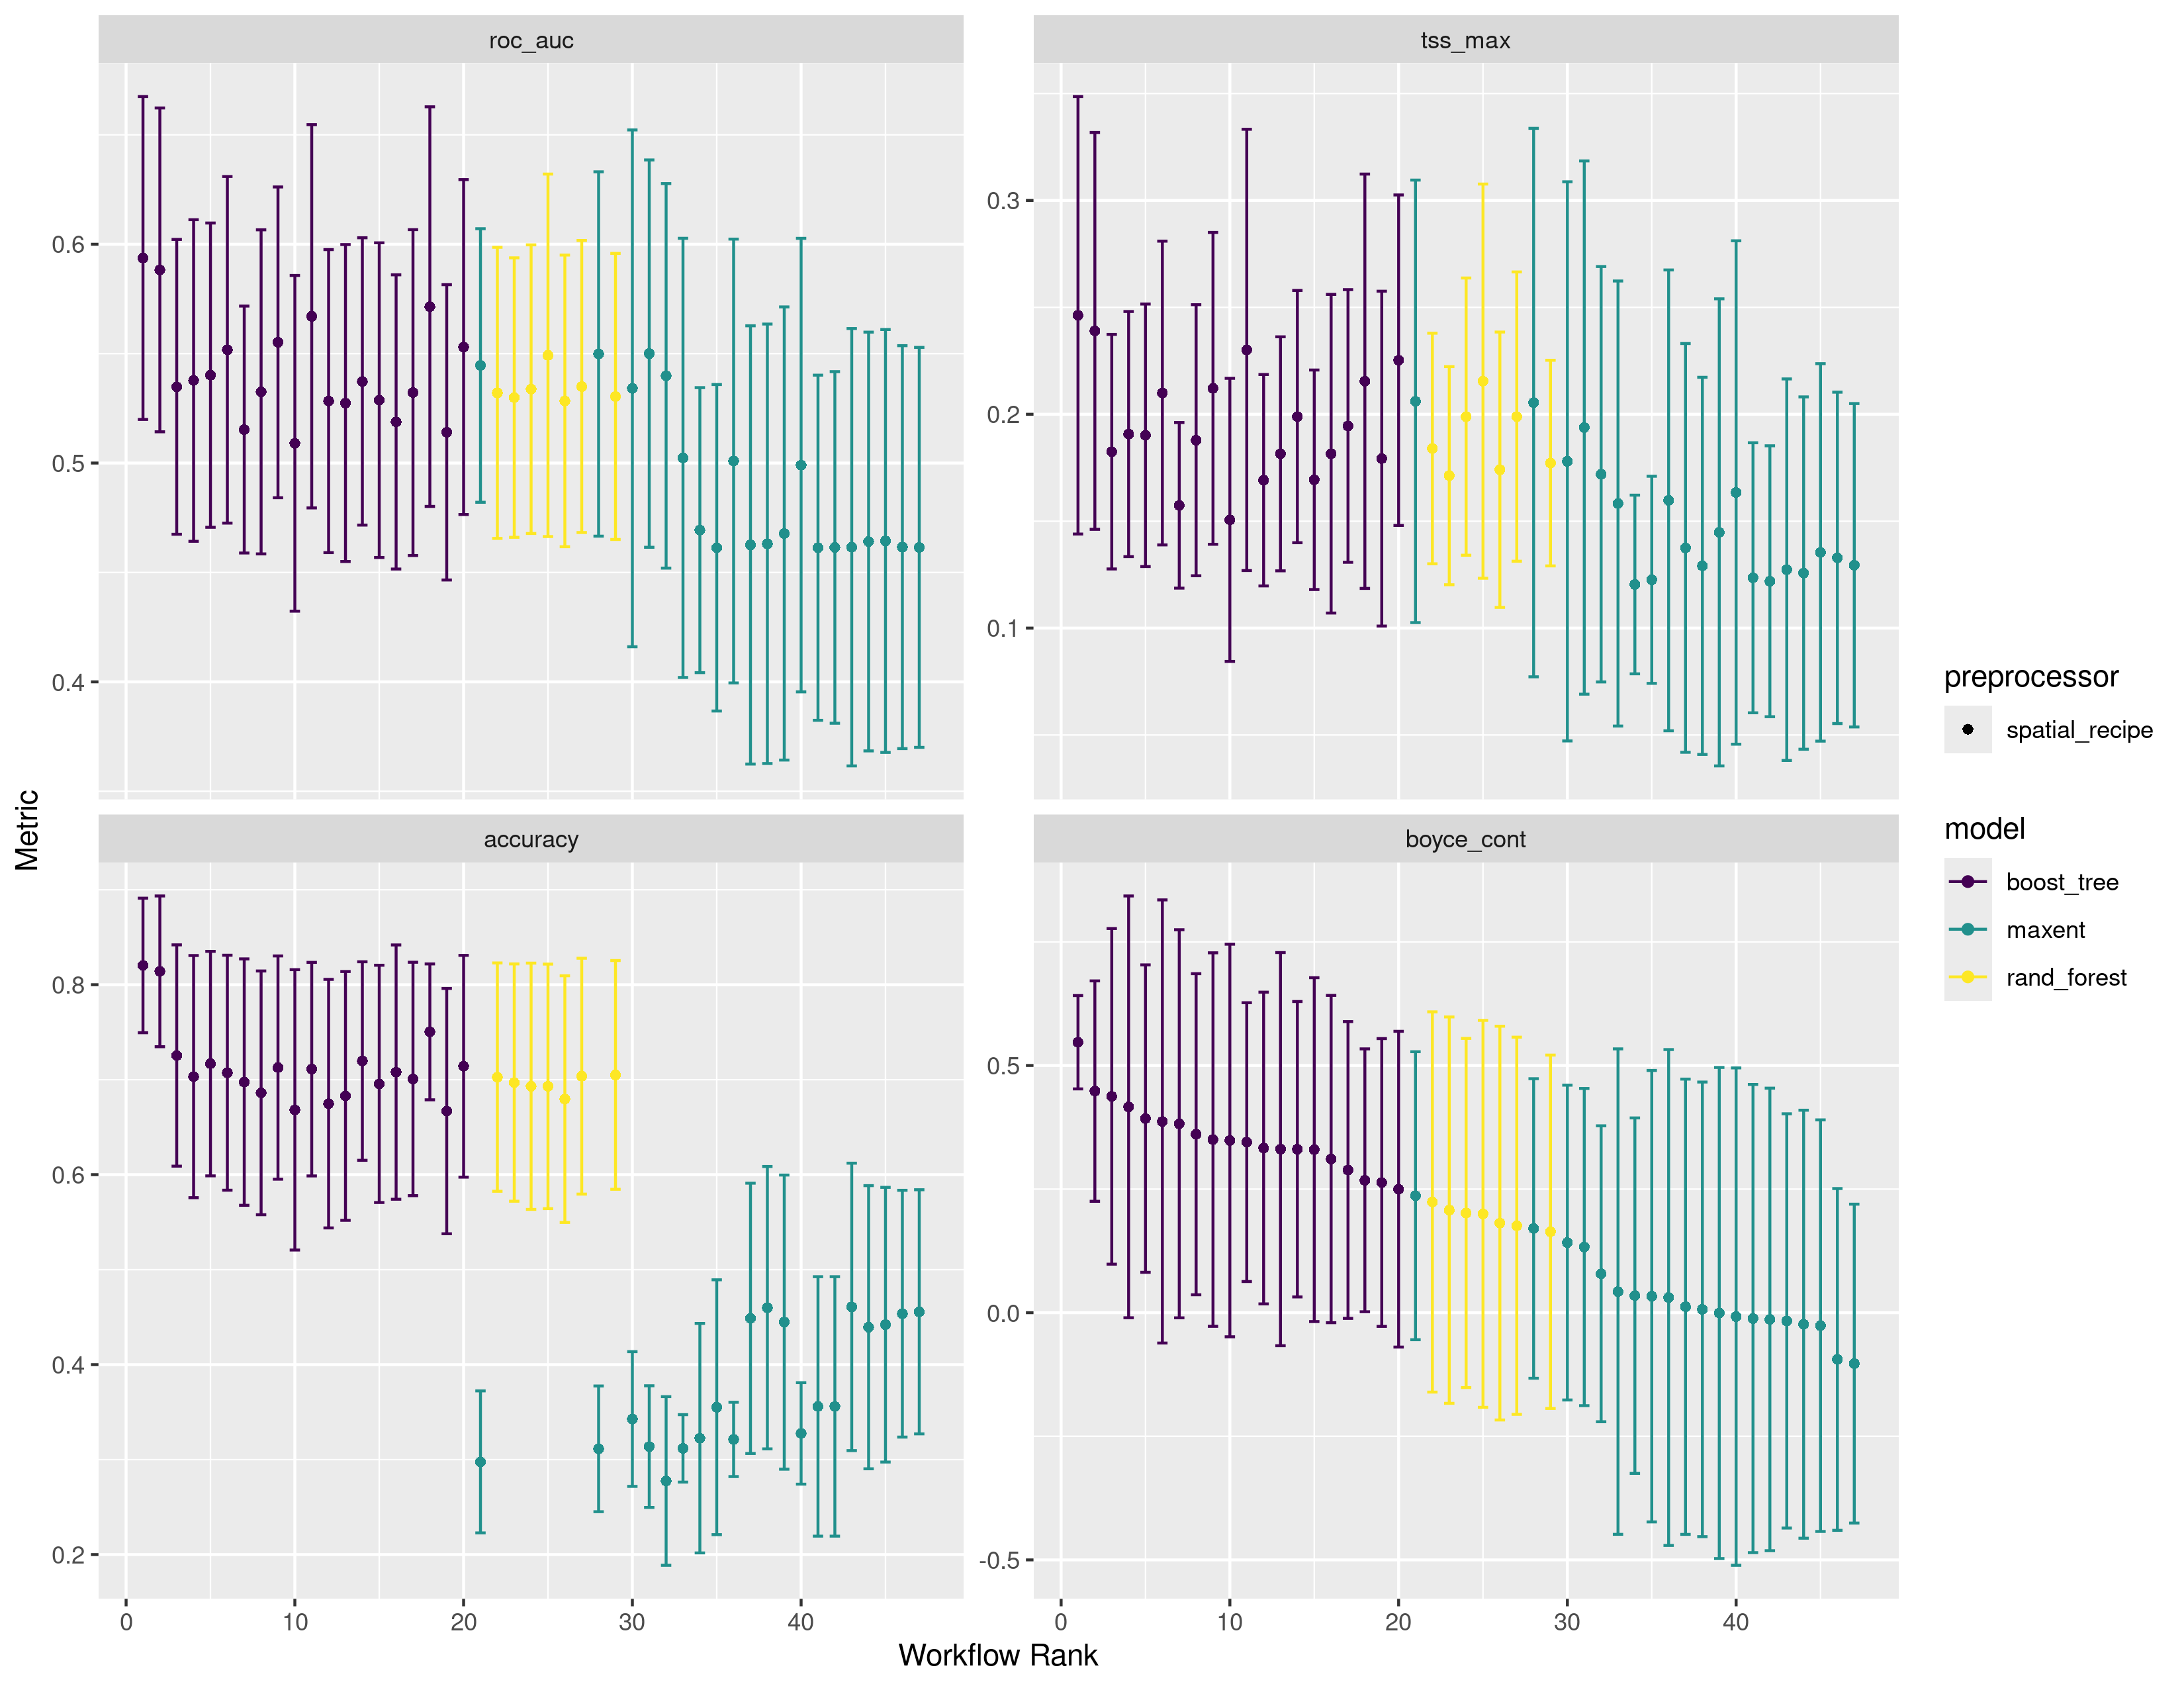 roc_auc
tss_max
0.6
0.5
0.4
0.3
0.2
0.1
Metric
accuracy
boyce_cont
0.8
0.6
0.4
0.2
0.5
0.0
-0.5
0 10 20 30 40
0 10 20 30 40
Workflow Rank
preprocessor
spatial_recipe
model
boost_tree
maxent
rand_forest